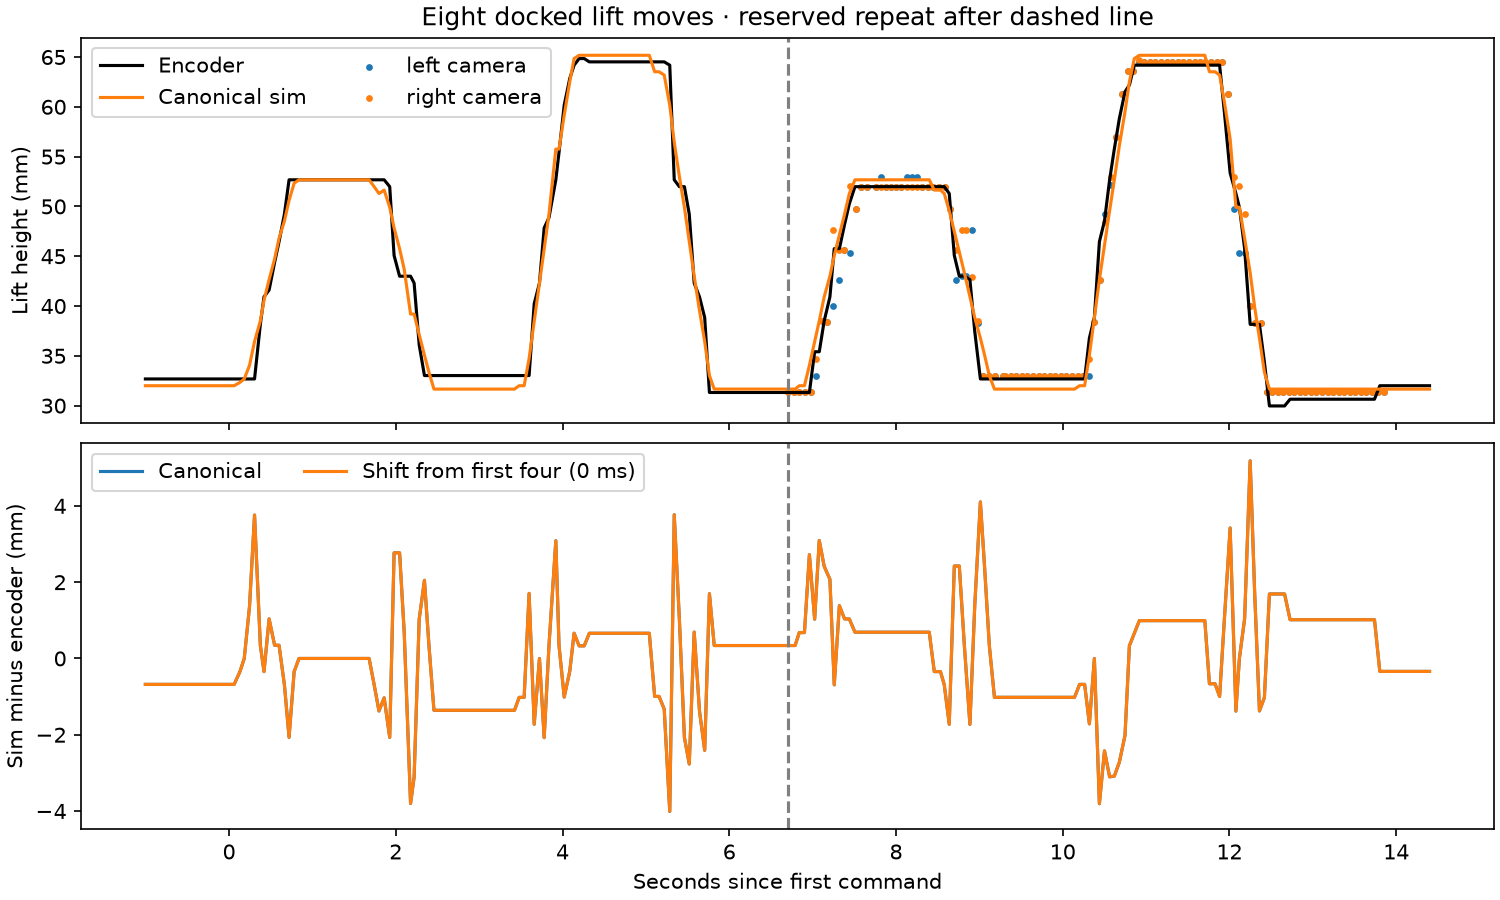 Eight docked lift moves · reserved repeat after dashed line
Encoder
Canonical sim
left camera
right camera
Lift height (mm)
65
60
55
50
45
40
35
30
Canonical
Shift from first four (0 ms)
Sim minus encoder (mm)
4
2
0
−2
−4
0 2 4 6 8 10 12 14
Seconds since first command